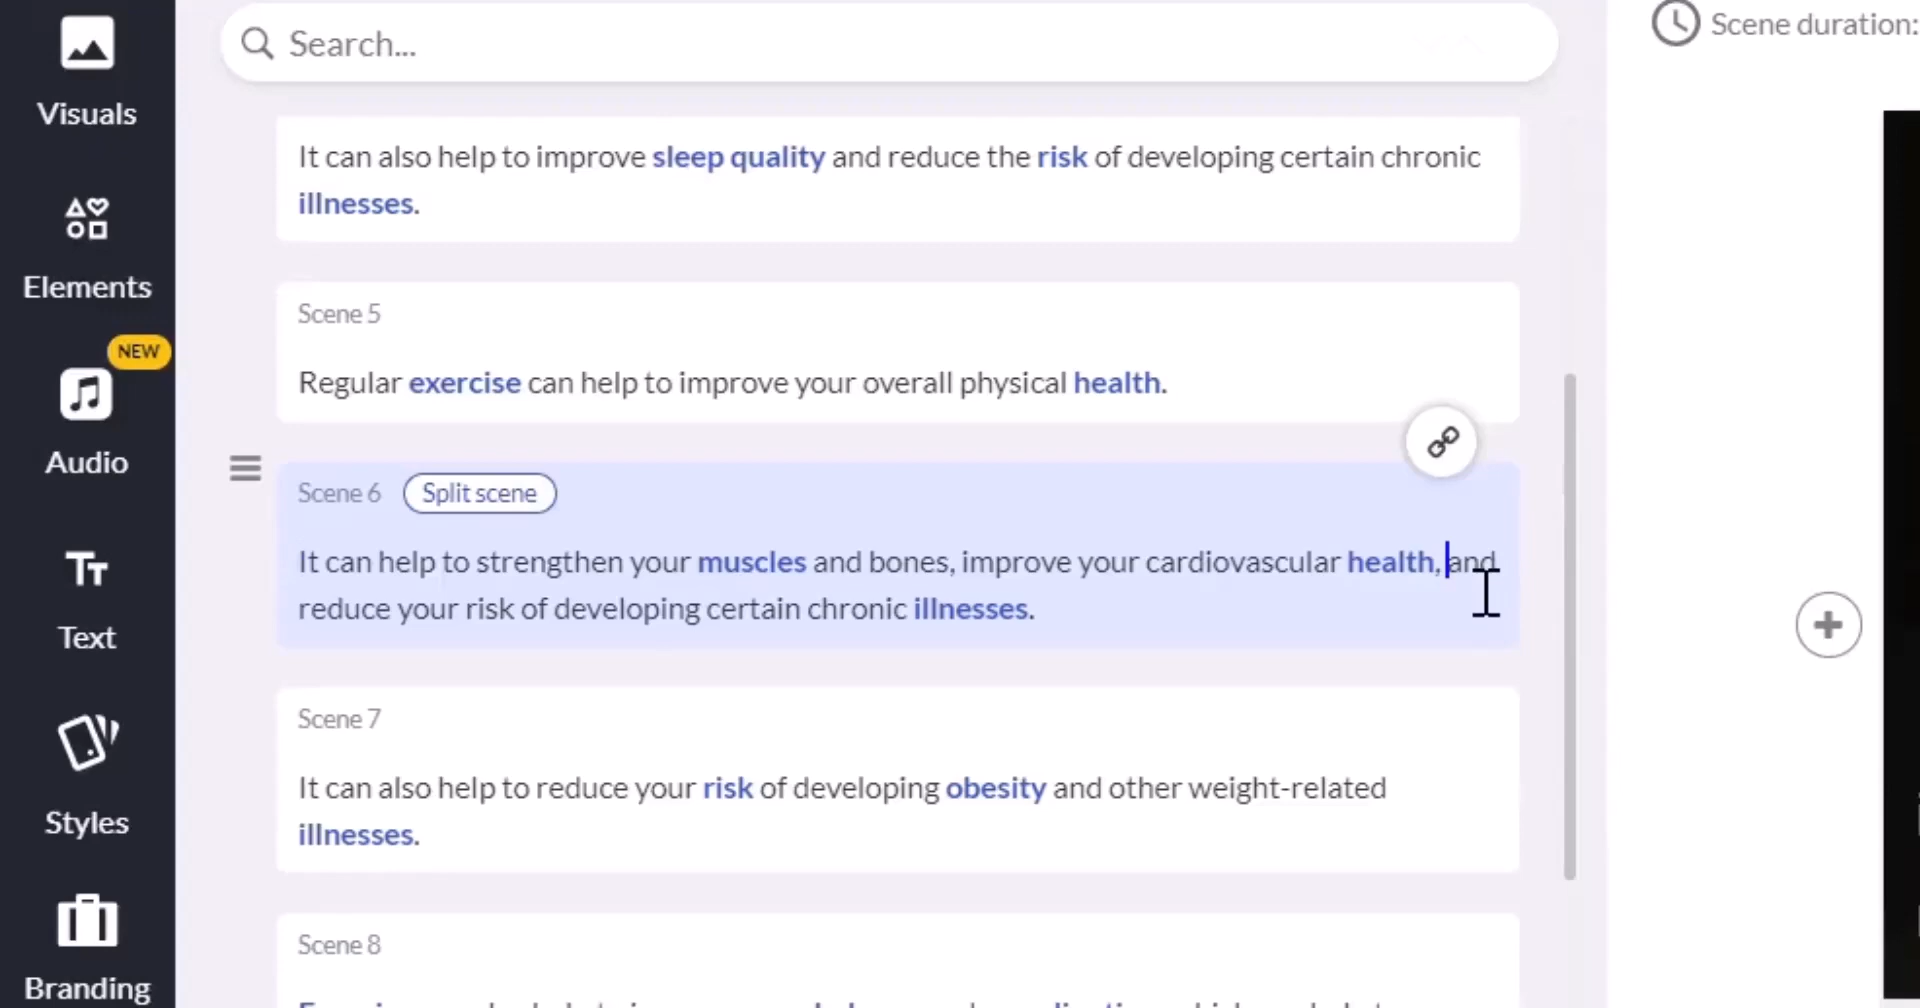 Visuals
Elements
NEW
Audio
Text
Styles
Branding
Search...
It can also help to improve sleep quality and reduce the risk of developing certain chronic
illnesses.
Scene 5
Regular exercise can help to improve your overall physical health.
Scene 6 Split scene
It can help to strengthen your muscles and bones, improve your cardiovascular health, and
reduce your risk of developing certain chronic illnesses.
Scene 7
It can also help to reduce your risk of developing obesity and other weight-related
illnesses.
Scene 8
Scene duration: